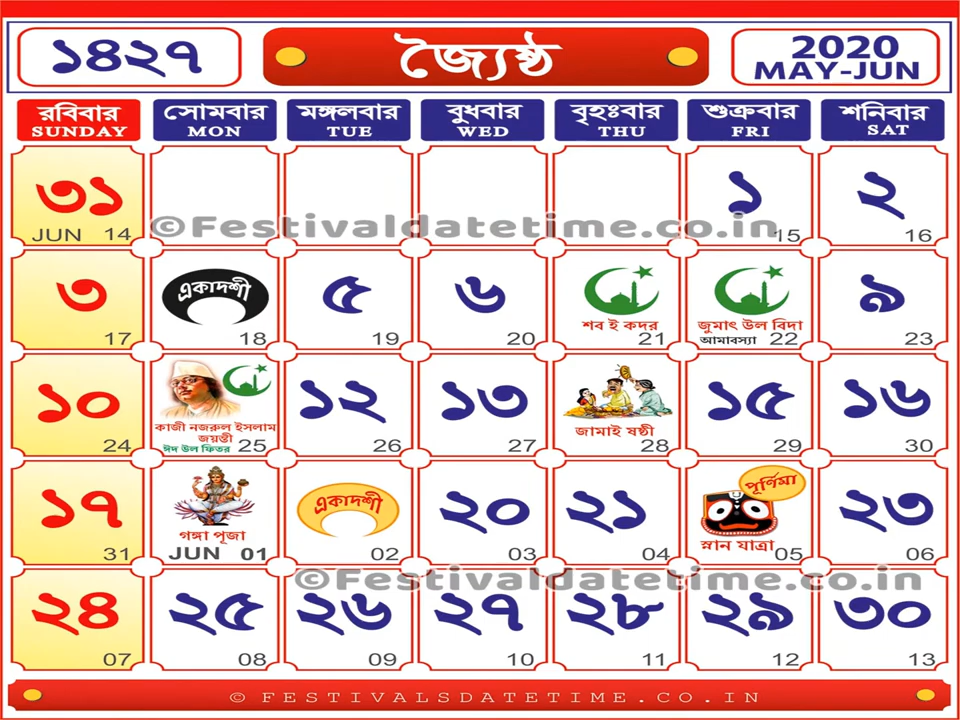 ১৪২৭
জ্যৈষ্ঠ
2020
MAY-JUN
রবিবার সোমবার মঙ্গলবার বুধবার বৃহঃবার শুক্রবার শনিবার
SUNDAY MON TUE WED THU FRI SAT
৩১ ১ ২
©Festivaldatetime.co.in
JUN 14 15 16
৩ একাদশী ৫ ৬ ৯
শব ই কদর জুমাৎ উল বিদা
17 18 19 20 21 আমাবস্যা 22 23
১০ ১২ ১৩ ১৫ ১৬
কাজী নজরুল ইসলাম
জয়ন্তী
জামাই ষষ্ঠী
24 ঈদ উল ফিতর 25 26 27 28 29 30
১৭ একাদশী ২০ ২১ পূর্ণিমা ২৩
গঙ্গা পূজা স্নান যাত্রা
31 JUN 01 02 03 04 05 06
©Festivaldatetime.co.in
২৪ ২৫ ২৬ ২৭ ২৮ ২৯ ৩০
07 08 09 10 11 12 13
© FESTIVALSDATETIME.CO.IN